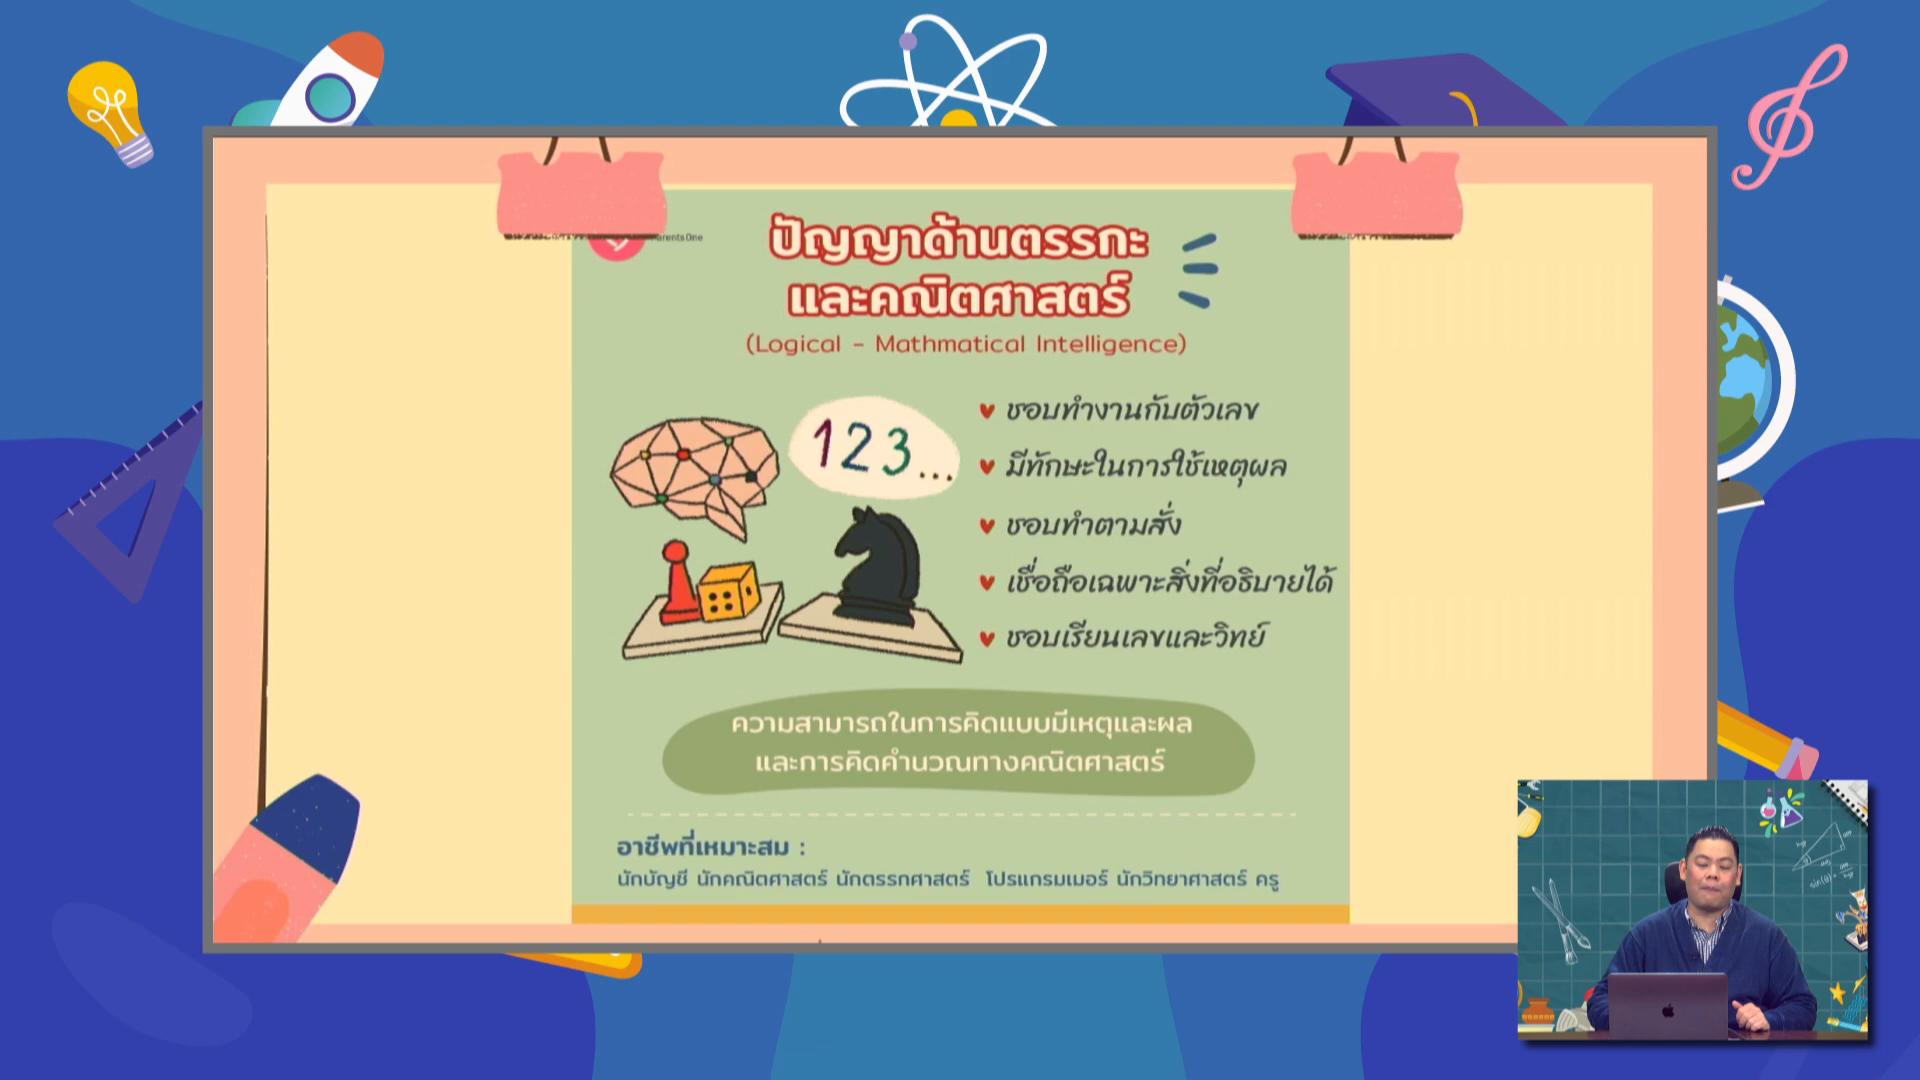 Parents One
ปัญญาด้านตรรกะ
และคณิตศาสตร์
(Logical - Mathmatical Intelligence)
123...
ชอบทำงานกับตัวเลข
มีทักษะในการใช้เหตุผล
ชอบทำตามสั่ง
เชื่อถือเฉพาะสิ่งที่อธิบายได้
ชอบเรียนเลขและวิทย์
ความสามารถในการคิดแบบมีเหตุและผล
และการคิดคำนวณทางคณิตศาสตร์
อาชีพที่เหมาะสม :
นักบัญชี นักคณิตศาสตร์ นักตรรกศาสตร์ โปรแกรมเมอร์ นักวิทยาศาสตร์ ครู